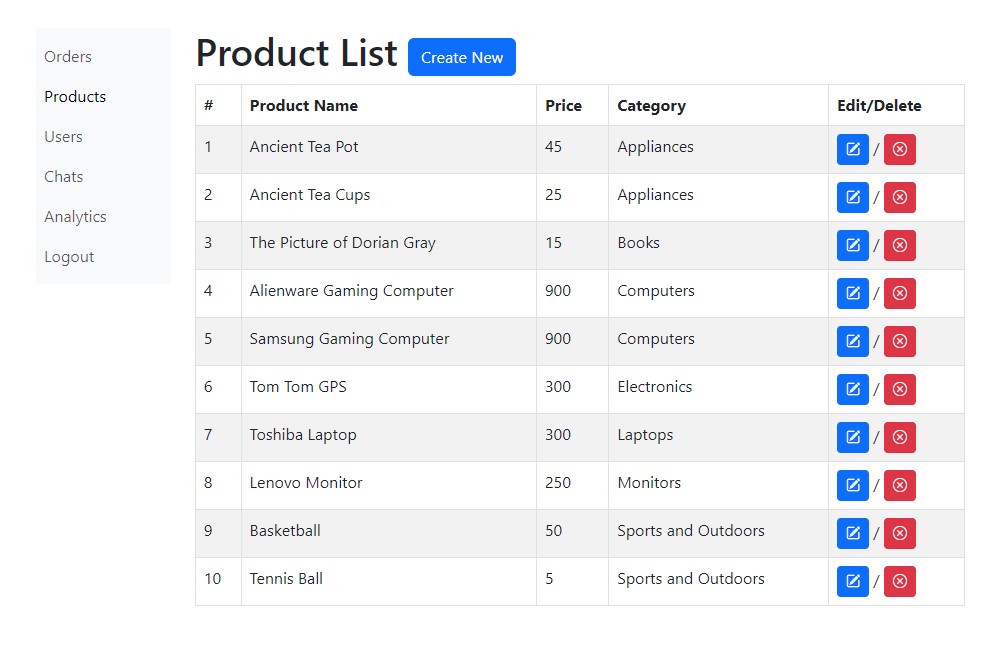 Orders
Products
Users
Chats
Analytics
Logout
Product List Create New
# Product Name Price Category Edit/Delete
1 Ancient Tea Pot 45 Appliances /
2 Ancient Tea Cups 25 Appliances /
3 The Picture of Dorian Gray 15 Books /
4 Alienware Gaming Computer 900 Computers /
5 Samsung Gaming Computer 900 Computers /
6 Tom Tom GPS 300 Electronics /
7 Toshiba Laptop 300 Laptops /
8 Lenovo Monitor 250 Monitors /
9 Basketball 50 Sports and Outdoors /
10 Tennis Ball 5 Sports and Outdoors /